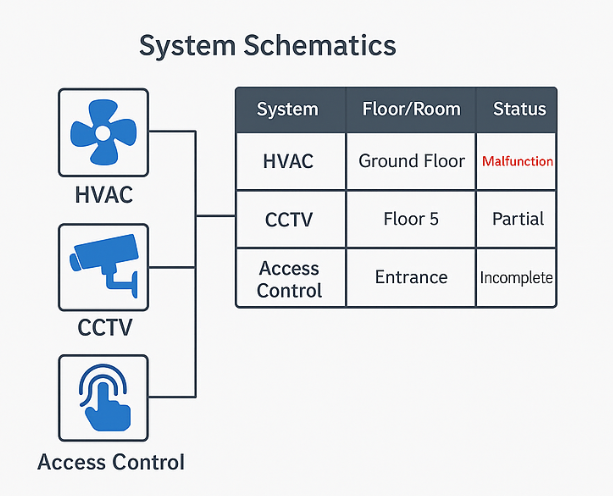 System Schematics
HVAC
CCTV
Access Control
System Floor/Room Status
HVAC Ground Floor Malfunction
CCTV Floor 5 Partial
Access
Control Entrance Incomplete